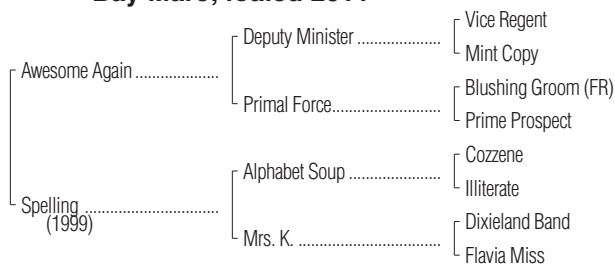 Bay Mare; foaled
Vice Regent
Deputy Minister
Mint Copy
Awesome Again
Blushing Groom (FR)
Primal Force
Prime Prospect
Cozzene
Alphabet Soup
Illiterate
Spelling
(1999)
Dixieland Band
Mrs. K.
Flavia Miss